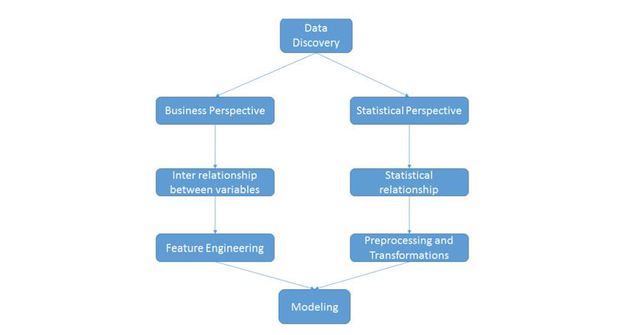 Data
Discovery
Business Perspective
Statistical Perspective
Inter relationship
between variables
Statistical
relationship
Feature Engineering
Preprocessing and
Transformations
Modeling